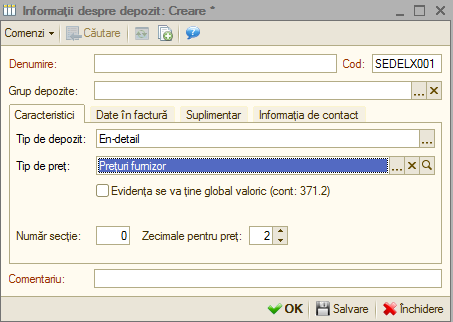 Informații despre depozit: Creare *
Comenzi Căutare
Denumire: Cod: SEDELX001
Grup depozite: ...
Caracteristici Date în factură Suplimentar Informația de contact
Tip de depozit: En-detail ...
Tip de preț: Prețuri furnizor ...
Evidența se va ține global valoric (cont: 371.2)
Număr secție: 0 Zecimale pentru preț: 2
Comentariu:
OK Salvare Închidere